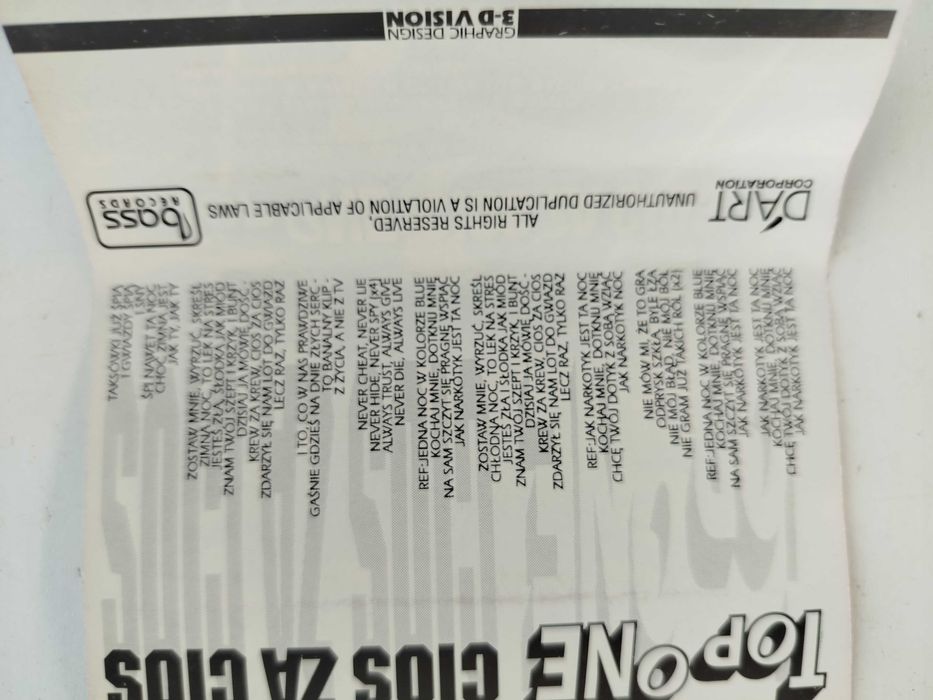 TOP ONE CIOS ZA CIOS
TAKSÓWKI JUŻ ŚPIĄ
I GWIAZDY ŚPIĄ
I SNY
ŚPI NAWET TA NOC
CHOĆ ZIMNA JEST
JAK TY, JAK TY
ZOSTAW MNIE, WYRZUĆ, SKREŚL
ZIMNA NOC, TO LĘK NA STRES
JESTEŚ ZŁA, SŁODKA JAK MIÓD
ZNAM TWÓJ SZEPT I KRZYK, I BUNT
DZISIAJ JA MÓWIĘ DOŚĆ -
KREW ZA KREW, CIOS ZA CIOS
ZDARZYŁ SIĘ NAM LOT DO GWIAZD
LECZ RAZ, TYLKO RAZ
I TO, CO W NAS PRAWDZIWE
GAŚNIE GDZIEŚ NA DNIE ZŁYCH SERC -
TO BANALNY KLIP -
Z ŻYCIA, A NIE Z TV
NEVER CHEAT, NEVER LIE
NEVER HIDE, NEVER SPY [x4]
ALWAYS TRUST, ALWAYS GIVE
NEVER DIE, ALWAYS LIVE
REF:JEDNA NOC W KOLORZE BLUE
KOCHAJ MNIE, DOTKNIJ MNIE
NA SAM SZCZYT SIĘ PRAGNĘ WSPIĄĆ
JAK NARKOTYK JEST TA NOC
ZOSTAW MNIE, WYRZUĆ, SKREŚL
CHŁODNA NOC, TO LĘK NA STRES
JESTEŚ ZŁA, I SŁODKA JAK MIÓD
ZNAM TWÓJ SZEPT I KRZYK, I BUNT
DZISIAJ JA MÓWIĘ DOŚĆ -
KREW ZA KREW, CIOS ZA CIOS
ZDARZYŁ SIĘ NAM LOT DO GWIAZD
LECZ RAZ, TYLKO RAZ
REF:JAK NARKOTYK JEST TA NOC
KOCHAJ MNIE, DOTKNIJ MNIE
CHCĘ TWÓJ DOTYK Z SOBĄ WZIĄĆ
JAK NARKOTYK NOC
NIE MÓW MI, ŻE TO GRA
ODPRYSK SZKŁA, BYLE ŁZA
NIE MÓJ BŁĄD, NIE MÓJ BÓL
NIE GRAM JUŻ TAKICH RÓL [x2]
REF:JEDNA NOC W KOLORZE BLUE
KOCHAJ MNIE, DOTKNIJ MNIE
NA SAM SZCZYT SIĘ PRAGNĘ WSPIĄĆ
JAK NARKOTYK JEST TA NOC
JAK NARKOTYK JEST TA NOC
KOCHAJ MNIE, DOTKNIJ MNIE
CHCĘ TWÓJ DOTYK Z SOBĄ WZIĄĆ
JAK NARKOTYK JEST TA NOC
D'ART
CORPORATION
ALL RIGHTS RESERVED,
UNAUTHORIZED DUPLICATION IS A VIOLATION OF APPLICABLE LAWS
bass
RECORDS
GRAPHIC DESIGN
3-D VISION